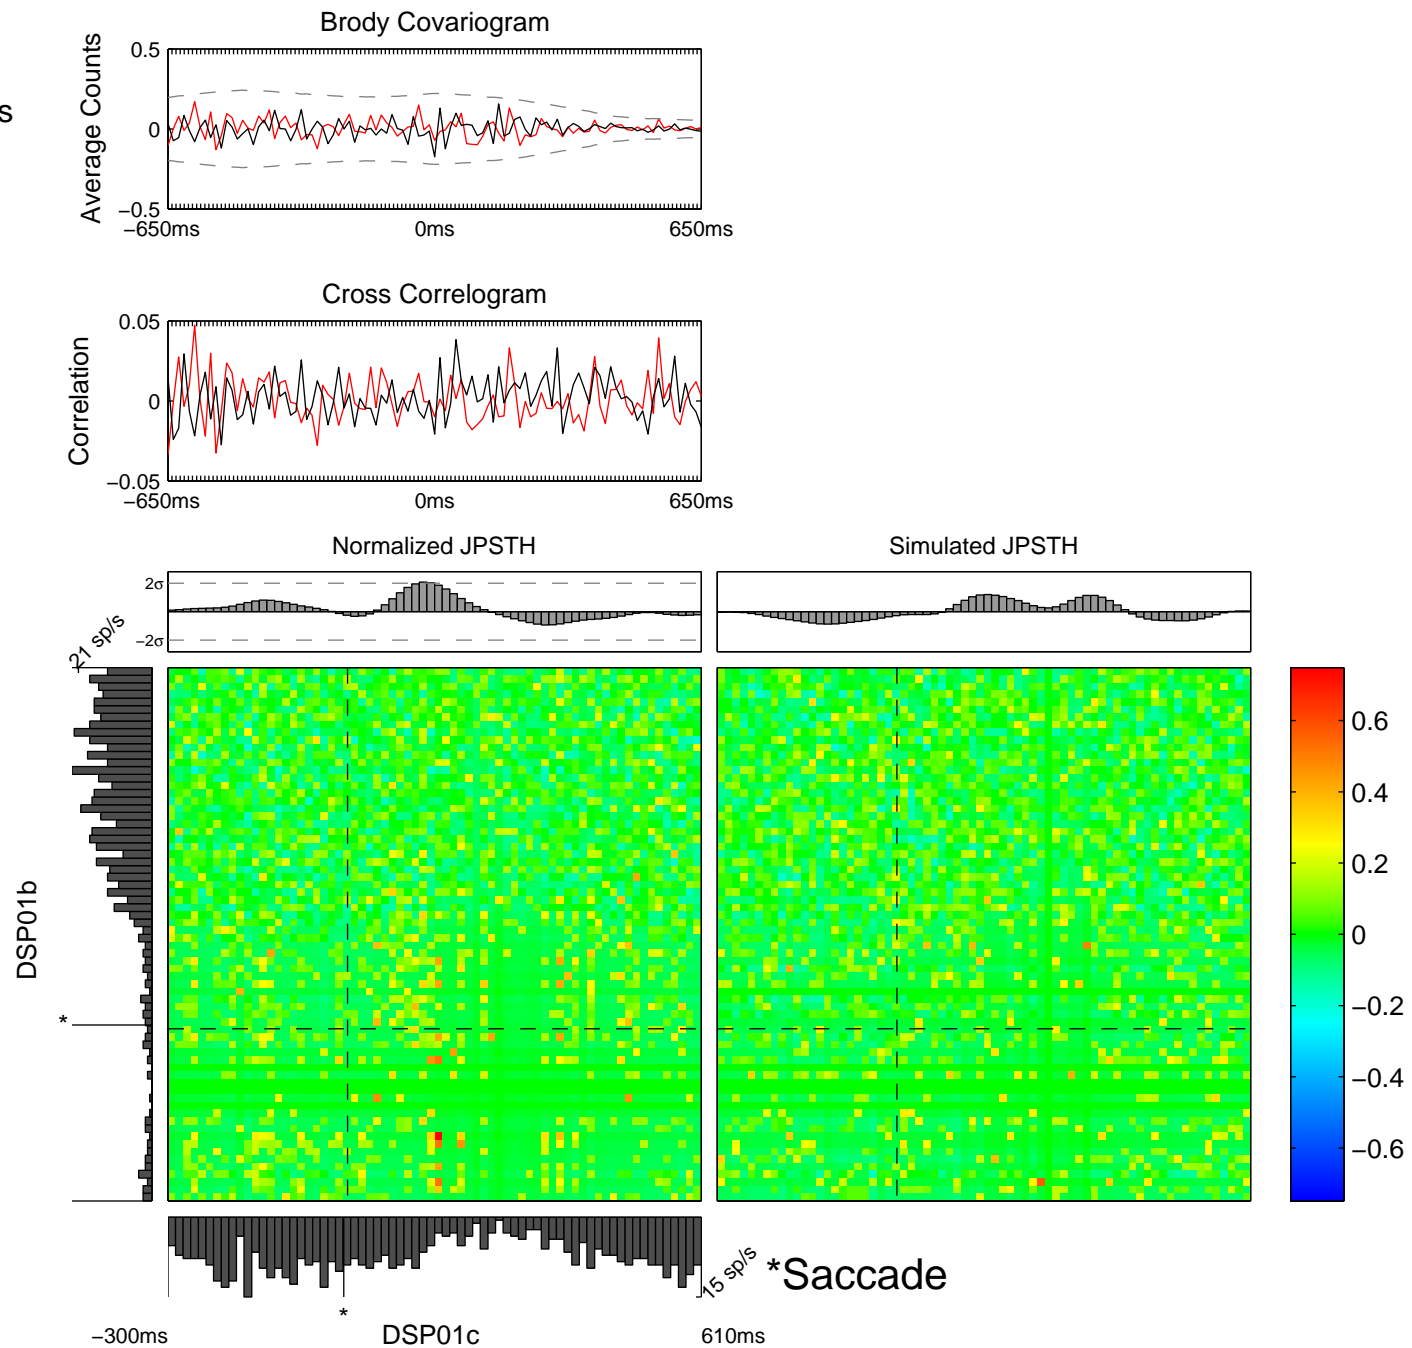 Brody Covariogram
s
Average Counts
0.5
0
−0.5
−650ms
0ms
650ms
Cross Correlogram
Correlation
0.05
0
−0.05
−650ms
0ms
650ms
Normalized JPSTH
Simulated JPSTH
2σ
−2σ
21 sp/s
DSP01b
*
0.6
0.4
0.2
0
−0.2
−0.4
−0.6
15 sp/s
*Saccade
*
−300ms
DSP01c
610ms